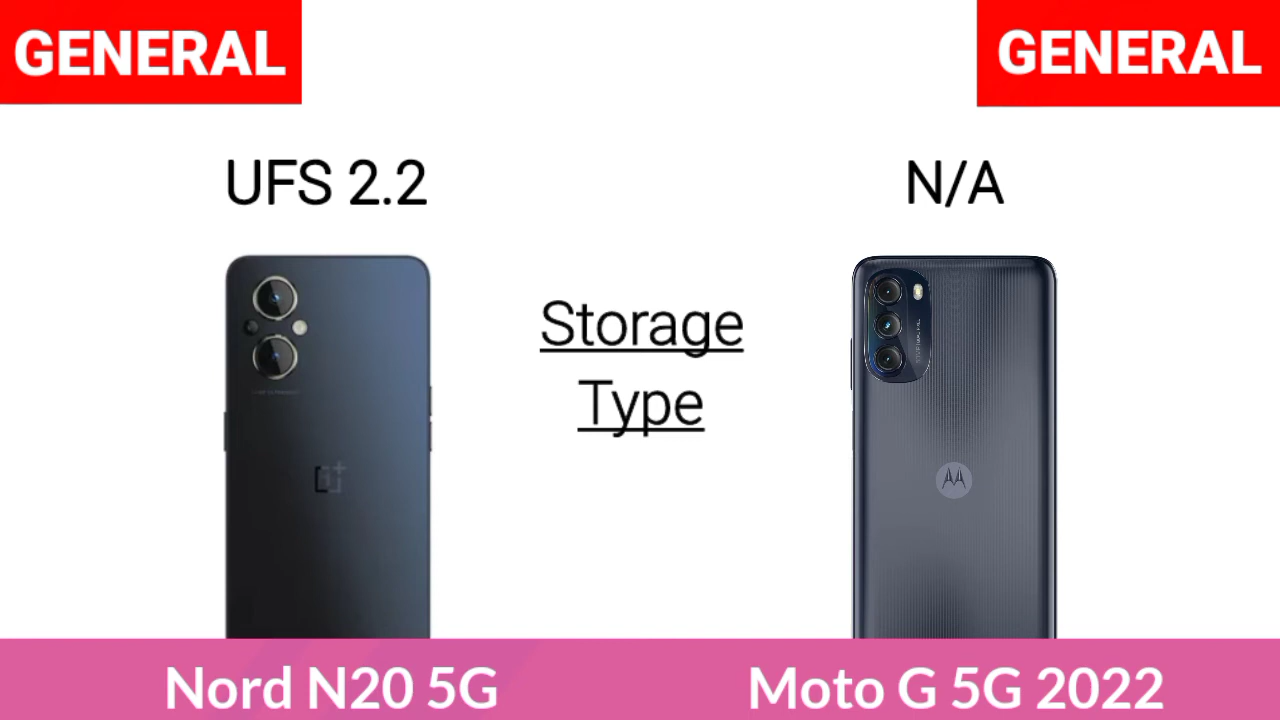 GENERAL
GENERAL
UFS 2.2
N/A
Storage
Type
Nord N20 5G
Moto G 5G 2022